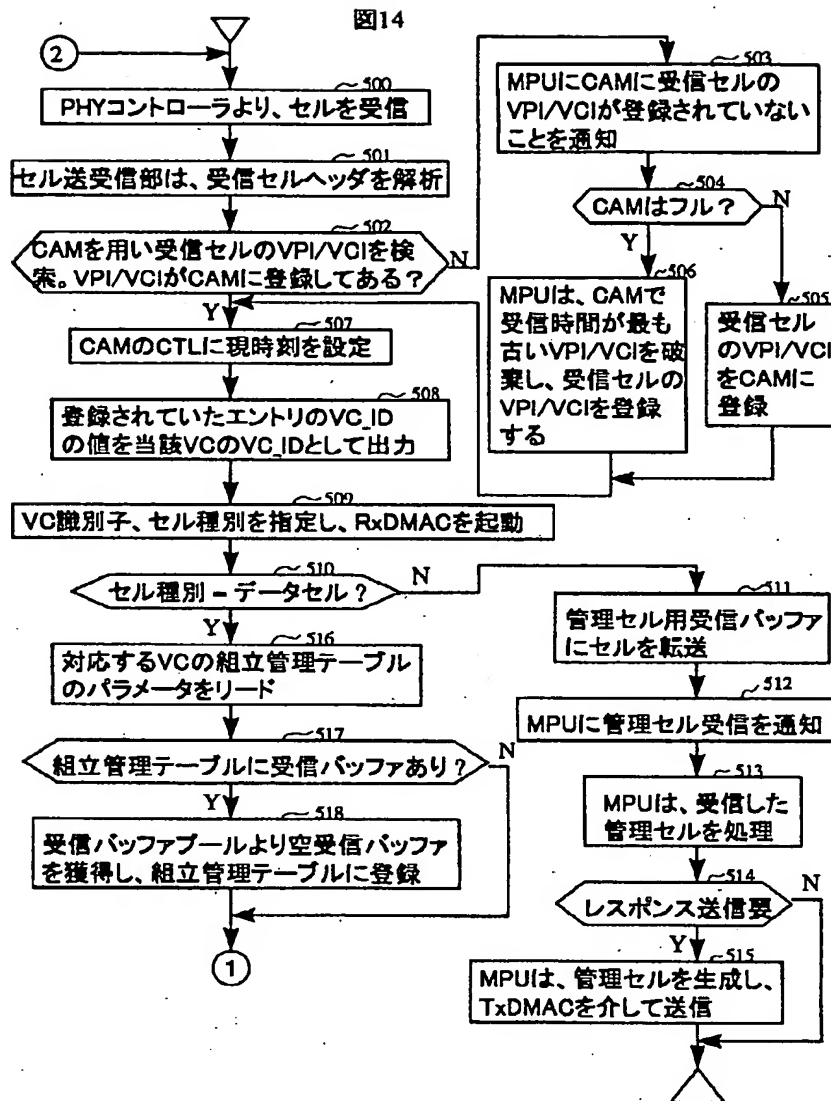 図14
2
500
PHYコントローラより、セルを受信
501
セル送受信部は、受信セルヘッダを解析
502
CAMを用い受信セルのVPI/VCIを検
索。VPI/VCIがCAMに登録してある?
N
Y
503
MPUにCAMに受信セルの
VPI/VCIが登録されていない
ことを通知
504
CAMはフル?
N
Y
506
MPUは、CAMで
受信時間が最も
古いVPI/VCIを破
棄し、受信セルの
VPI/VCIを登録
する
505
受信セル
のVPI/VCI
をCAMに
登録
507
CAMのCTLに現時刻を設定
508
登録されていたエントリのVC_ID
の値を当該VCのVC_IDとして出力
509
VC識別子、セル種別を指定し、RxDMACを起動
510
セル種別=データセル?
N
Y
516
対応するVCの組立管理テーブル
のパラメータをリード
517
組立管理テーブルに受信バッファあり?
N
Y
518
受信バッファプールより空受信バッファ
を獲得し、組立管理テーブルに登録
1
511
管理セル用受信バッファ
にセルを転送
512
MPUに管理セル受信を通知
513
MPUは、受信した
管理セルを処理
514
レスポンス送信要
N
Y
515
MPUは、管理セルを生成し、
TxDMACを介して送信